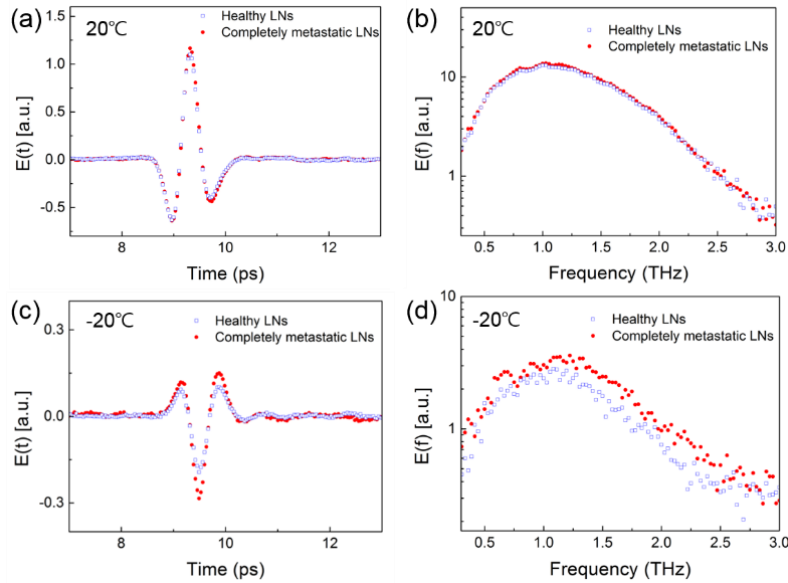 (a)
20℃
Healthy LNs
Completely metastatic LNs
1.5
1.0
0.5
0.0
-0.5
E(t) [a.u.]
8
10
12
Time (ps)
(b)
20℃
Healthy LNs
Completely metastatic LNs
10
1
E(f) [a.u.]
0.5
1.0
1.5
2.0
2.5
3.0
Frequency (THz)
(c)
-20℃
Healthy LNs
Completely metastatic LNs
0.3
0.0
-0.3
E(t) [a.u.]
8
10
12
Time (ps)
(d)
-20℃
Healthy LNs
Completely metastatic LNs
10
1
E(f) [a.u.]
0.5
1.0
1.5
2.0
2.5
3.0
Frequency (THz)